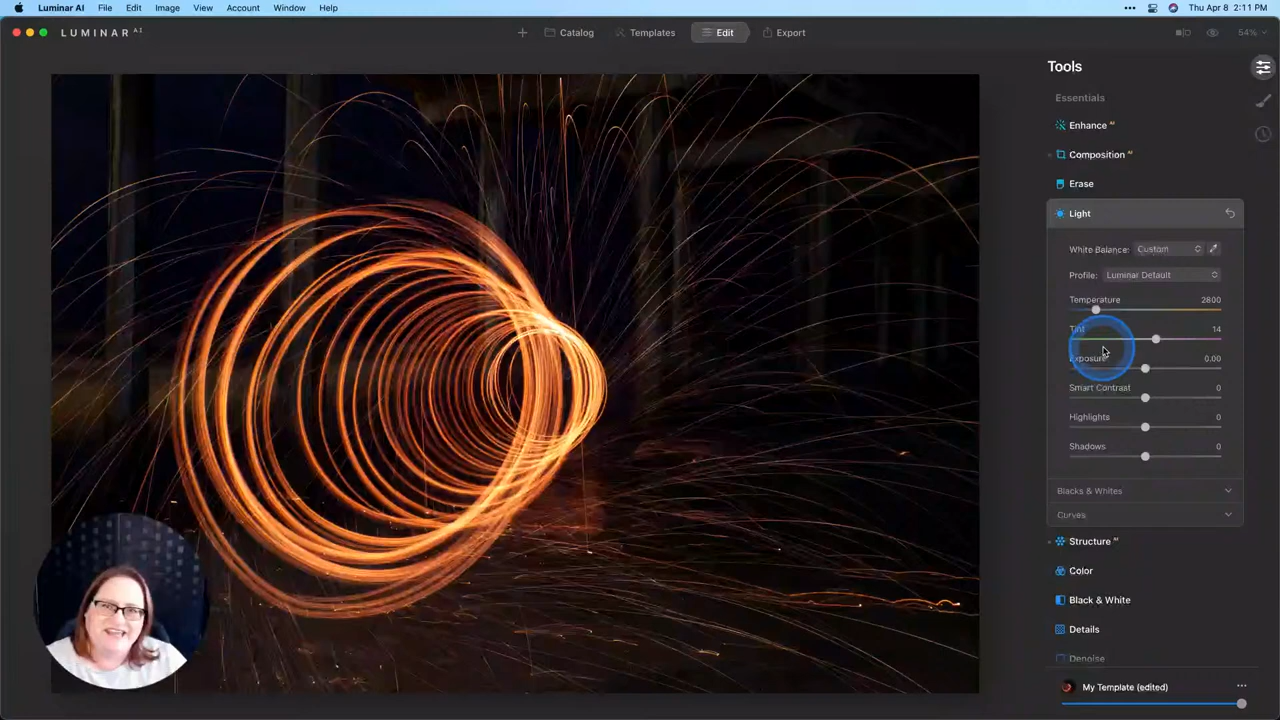 Luminar AI File Edit Image View Account Window Help Thu Apr 8 2:11 PM
LUMINAR AI Catalog Templates Edit Export 54%
Tools
Essentials
Enhance AI
Composition AI
Erase
Light
White Balance: Custom
Profile: Luminar Default
Temperature 2800
Tint 14
Exposure 0.00
Smart Contrast 0
Highlights 0
Shadows 0
Blacks & Whites
Curves
Structure AI
Color
Black & White
Details
Denoise
My Template (edited)